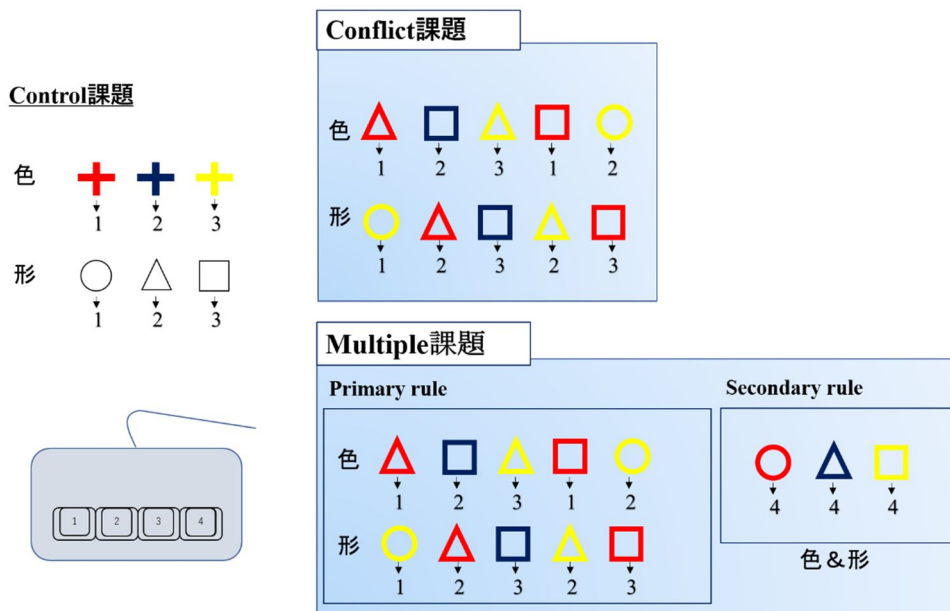 Control課題
色
1 2 3
形
1 2 3
1 2 3 4
Conflict課題
色
1 2 3 1 2
形
1 2 3 2 3
Multiple課題
Primary rule
色
1 2 3 1 2
形
1 2 3 2 3
Secondary rule
4 4 4
色&形